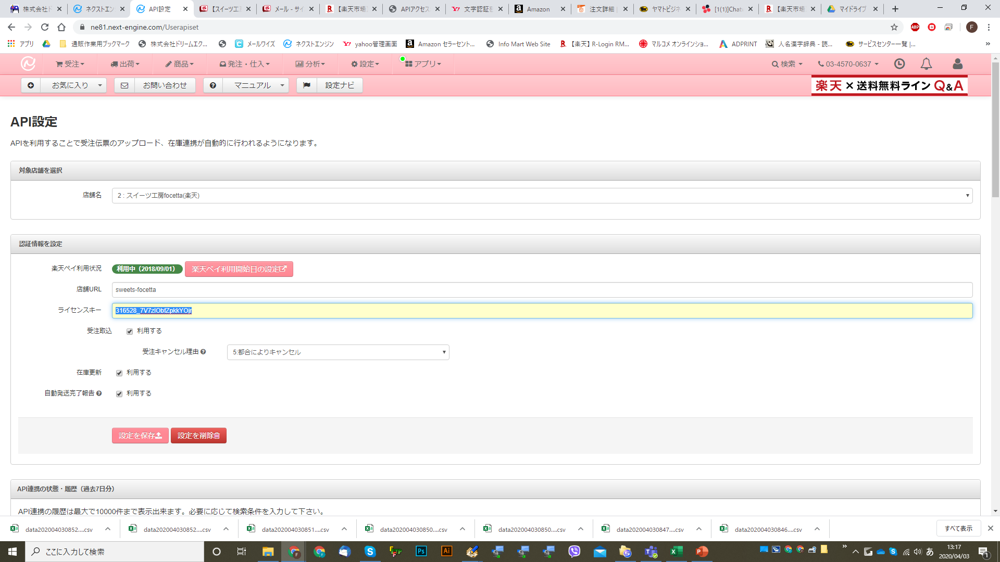 株式会社ド
ネクストエン
API設定
【スイーツ工
メール - サイ
【楽天市場
APIアクセス
文字認証を
Amazon
注文詳細
ヤマトビジネ
[1(1)]Chat
【楽天市場
マイドライブ
ne81.next-engine.com/Userapiset
アプリ
通販作業用ブックマーク
株式会社ドリームエク...
メールワイズ
ネクストエンジン
yahoo管理画面
Amazon セラーセント...
Info Mart Web Site
【楽天】R-Login RM...
マルコメ オンラインショ...
ADPRINT
人名漢字辞典 - 読...
サービスセンター一覧 |...
受注 出荷 商品 発注・仕入 分析 設定 アプリ 検索 03-4570-0637
お気に入り お問い合わせ マニュアル 設定ナビ
楽天×送料無料ライン Q&A
API設定
APIを利用することで受注伝票のアップロード、在庫連携が自動的に行われるようになります。
対象店舗を選択
店舗名 2 : スイーツ工房focetta(楽天)
認証情報を設定
楽天ペイ利用状況 利用中（2018/09/01） 楽天ペイ利用開始日の設定
店舗URL sweets-focetta
ライセンスキー
受注取込 利用する
受注キャンセル理由 5:都合によりキャンセル
在庫更新 利用する
自動発送完了報告 利用する
設定を保存 設定を削除
API連携の状態・履歴（過去7日分）
API連携の履歴は最大で10000件まで表示出来ます。必要に応じて検索条件を入力して下さい。
data202004030852....csv
data202004030852....csv
data202004030851....csv
data202004030850....csv
data202004030850....csv
data202004030847....csv
data202004030846....csv
すべて表示
ここに入力して検索
あ
13:17
2020/04/03